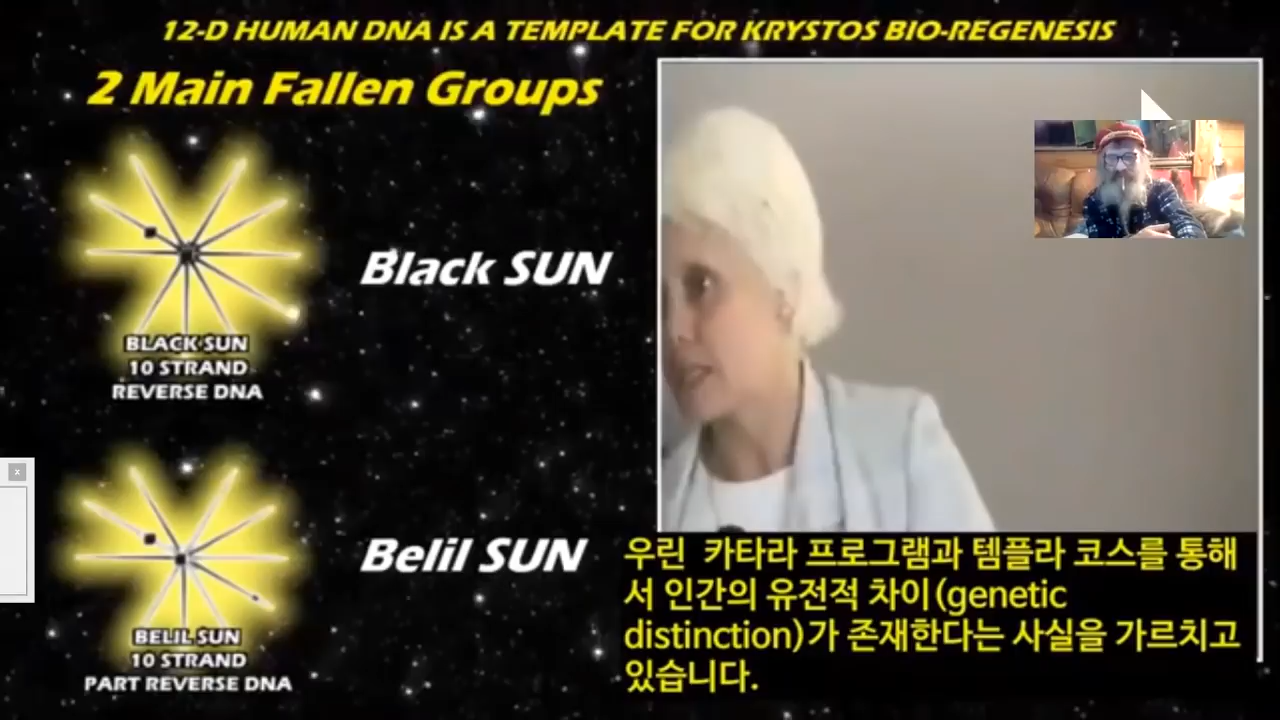 12-D HUMAN DNA IS A TEMPLATE FOR KRYSTOS BIO-REGENESIS
2 Main Fallen Groups
Black SUN
BLACK SUN
10 STRAND
REVERSE DNA
Belil SUN
BELIL SUN
10 STRAND
PART REVERSE DNA
우린 카타라 프로그램과 템플라 코스를 통해
서 인간의 유전적 차이(genetic
distinction)가 존재한다는 사실을 가르치고
있습니다.